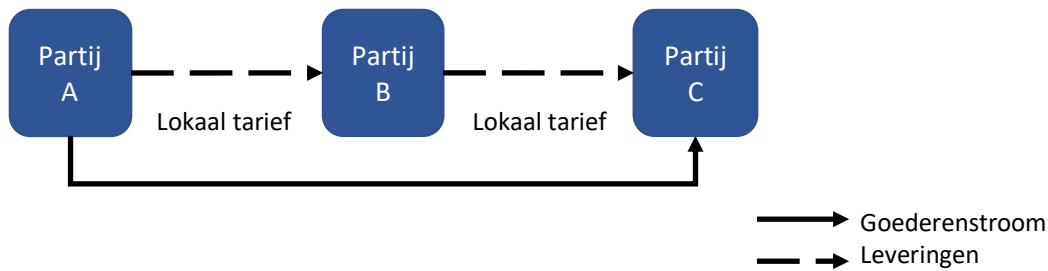 Partij
A
Partij
B
Partij
C
Lokaal tarief
Lokaal tarief
Goederenstroom
Leveringen